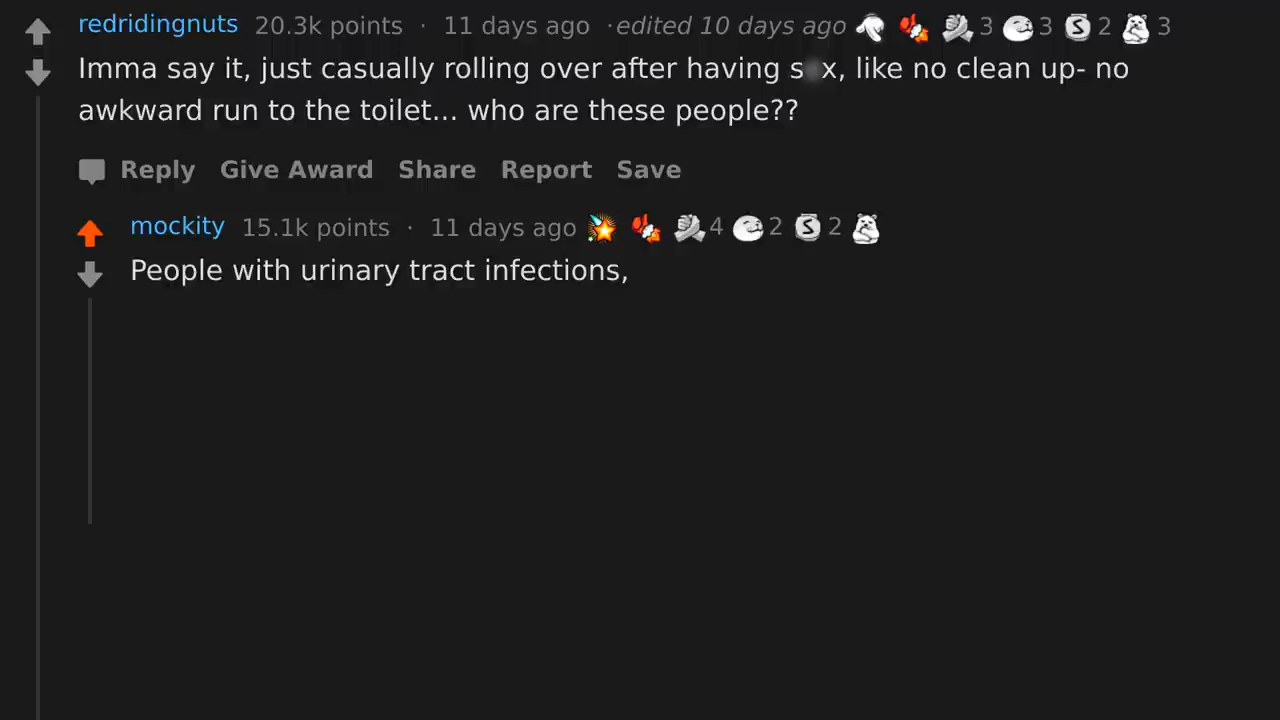 redridingnuts 20.3k points · 11 days ago · edited 10 days ago 3 3 2 3
Imma say it, just casually rolling over after having s x, like no clean up- no
awkward run to the toilet... who are these people??
Reply Give Award Share Report Save
mockity 15.1k points · 11 days ago 4 2 2
People with urinary tract infections,